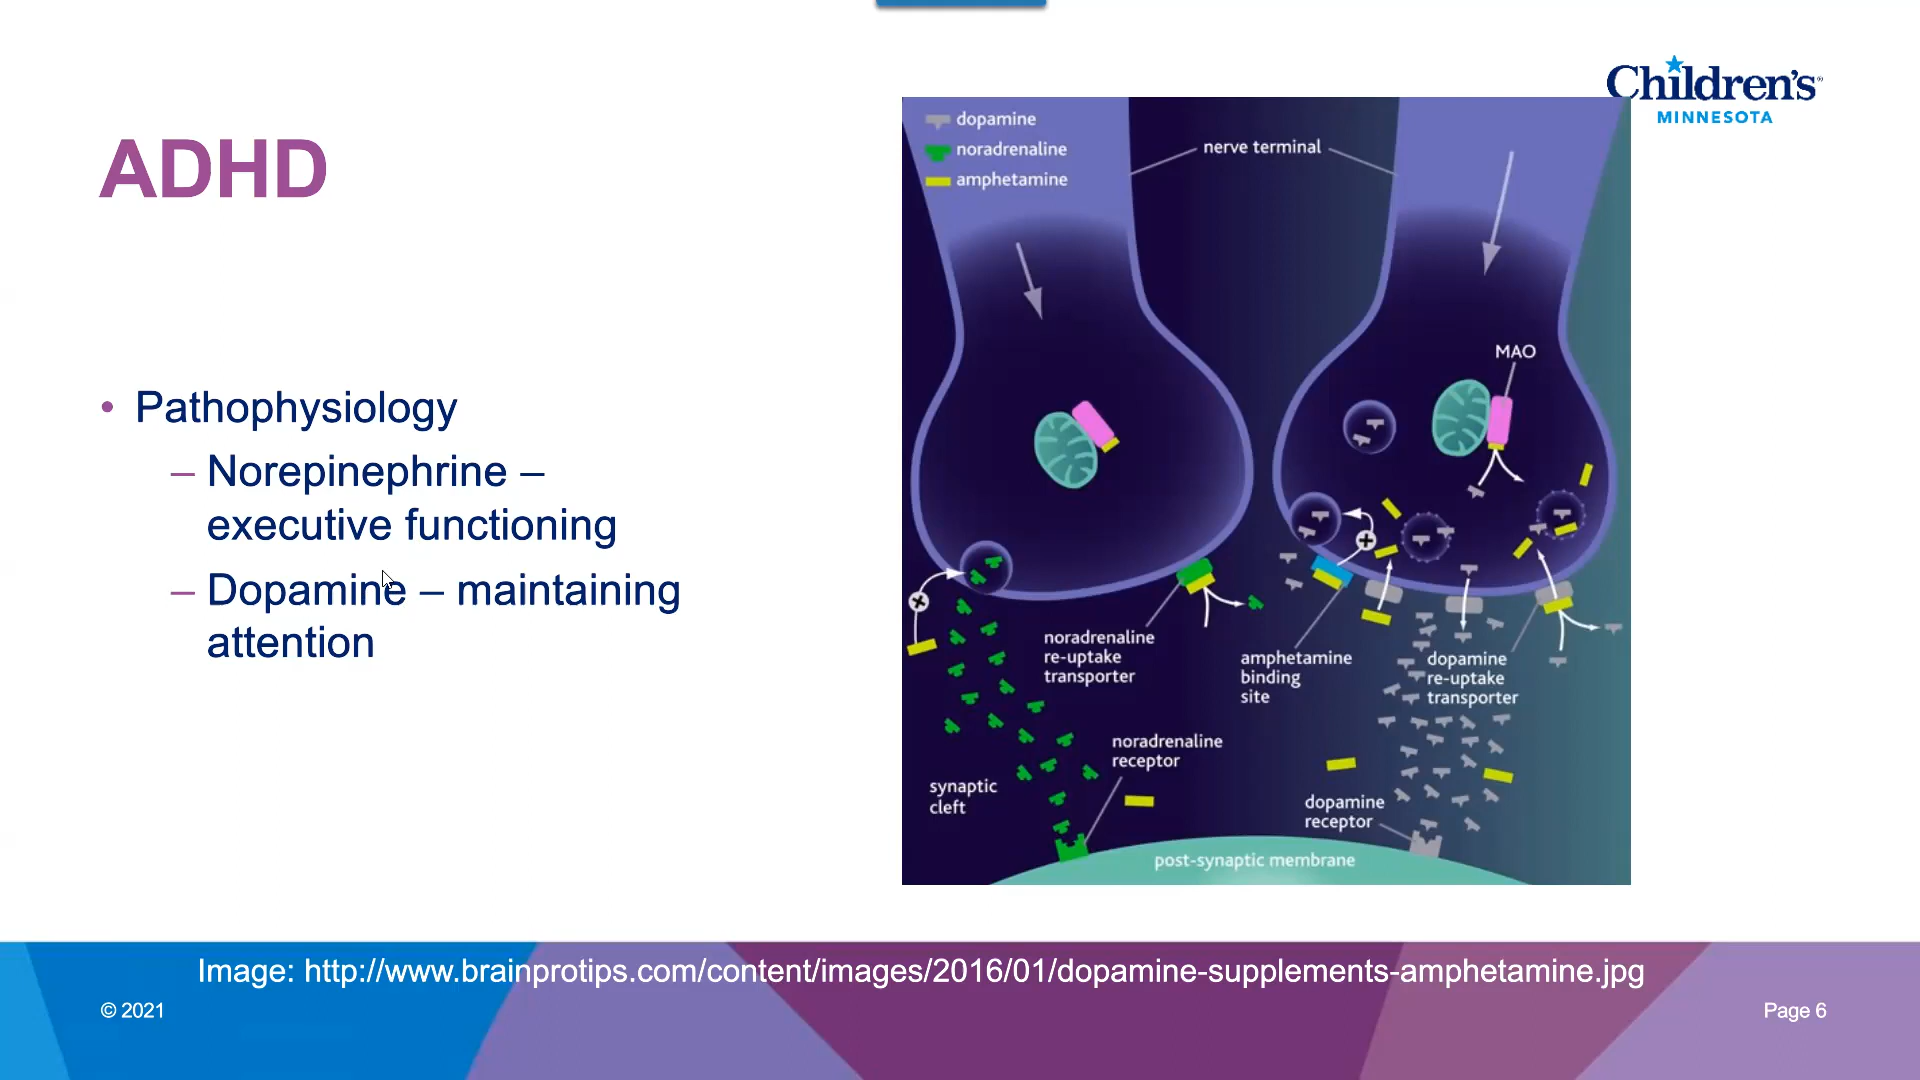 Children's
MINNESOTA
ADHD
• Pathophysiology
– Norepinephrine –
executive functioning
– Dopamine – maintaining
attention
dopamine
noradrenaline
amphetamine
nerve terminal
MAO
noradrenaline
re-uptake
transporter
amphetamine
binding
site
dopamine
re-uptake
transporter
noradrenaline
receptor
synaptic
cleft
dopamine
receptor
post-synaptic membrane
Image: http://www.brainprotips.com/content/images/2016/01/dopamine-supplements-amphetamine.jpg
© 2021
Page 6